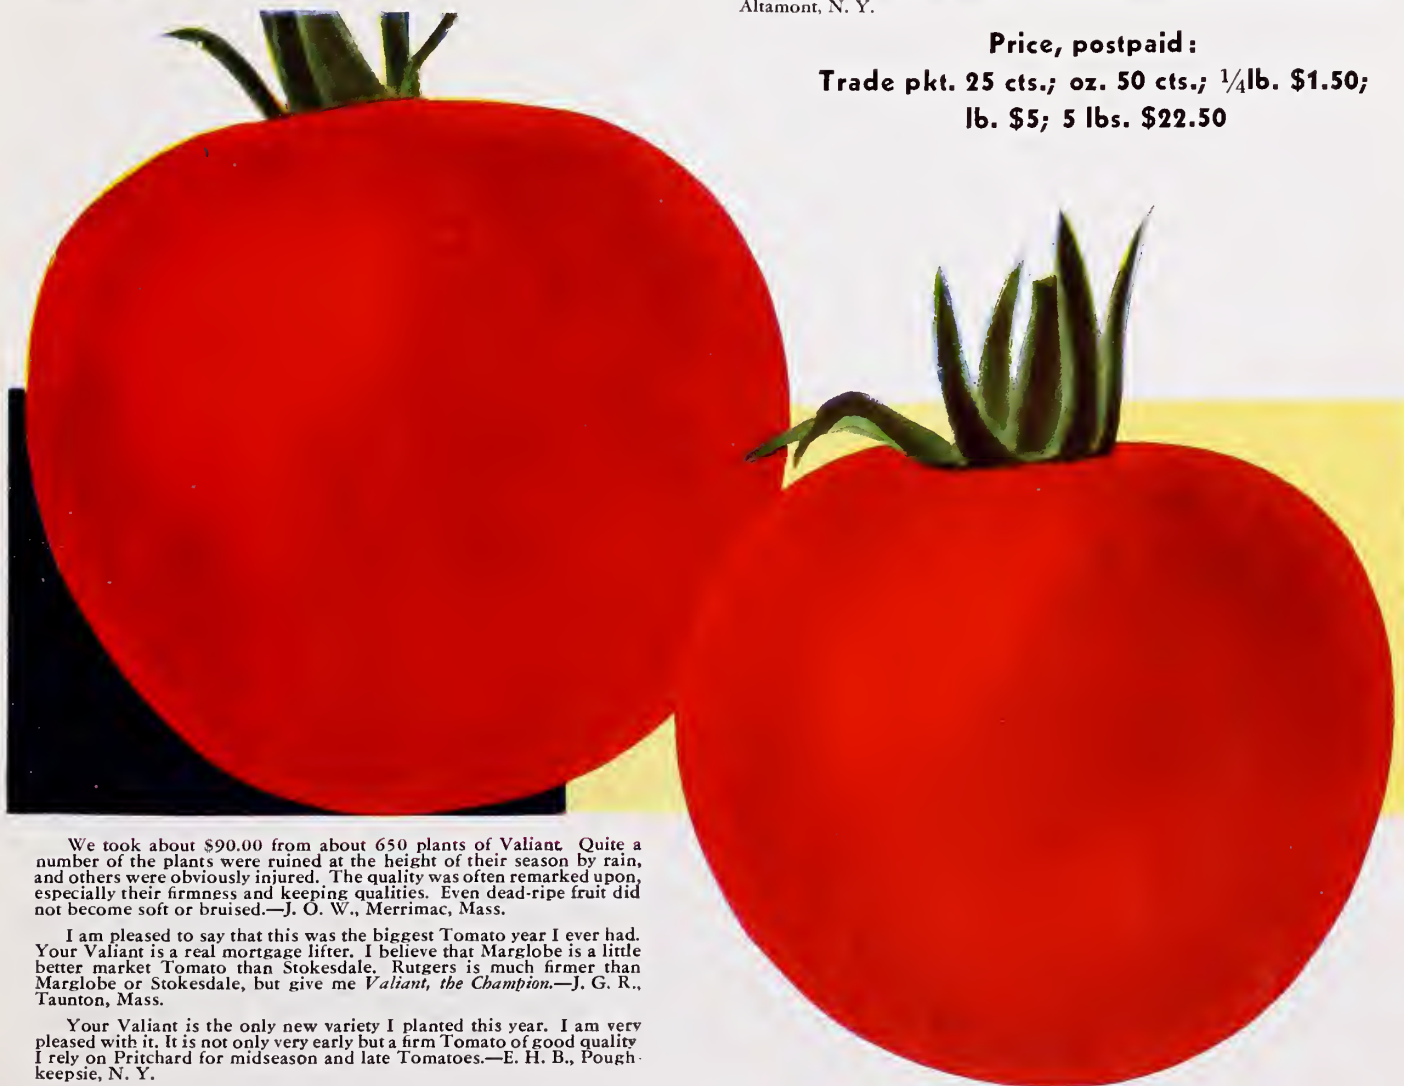 Altamont, N. Y.
Price, postpaid:
Trade pkt. 25 cts.; oz. 50 cts.; ¼lb. $1.50;
lb. $5; 5 lbs. $22.50
We took about $90.00 from about 650 plants of Valiant. Quite a
number of the plants were ruined at the height of their season by rain,
and others were obviously injured. The quality was often remarked upon,
especially their firmness and keeping qualities. Even dead-ripe fruit did
not become soft or bruised.—J. O. W., Merrimac, Mass.
I am pleased to say that this was the biggest Tomato year I ever had.
Your Valiant is a real mortgage lifter. I believe that Marglobe is a little
better market Tomato than Stokesdale. Rutgers is much firmer than
Marglobe or Stokesdale, but give me Valiant, the Champion.—J. G. R.,
Taunton, Mass.
Your Valiant is the only new variety I planted this year. I am very
pleased with it. It is not only very early but a firm Tomato of good quality
I rely on Pritchard for midseason and late Tomatoes.—E. H. B., Pough-
keepsie, N. Y.